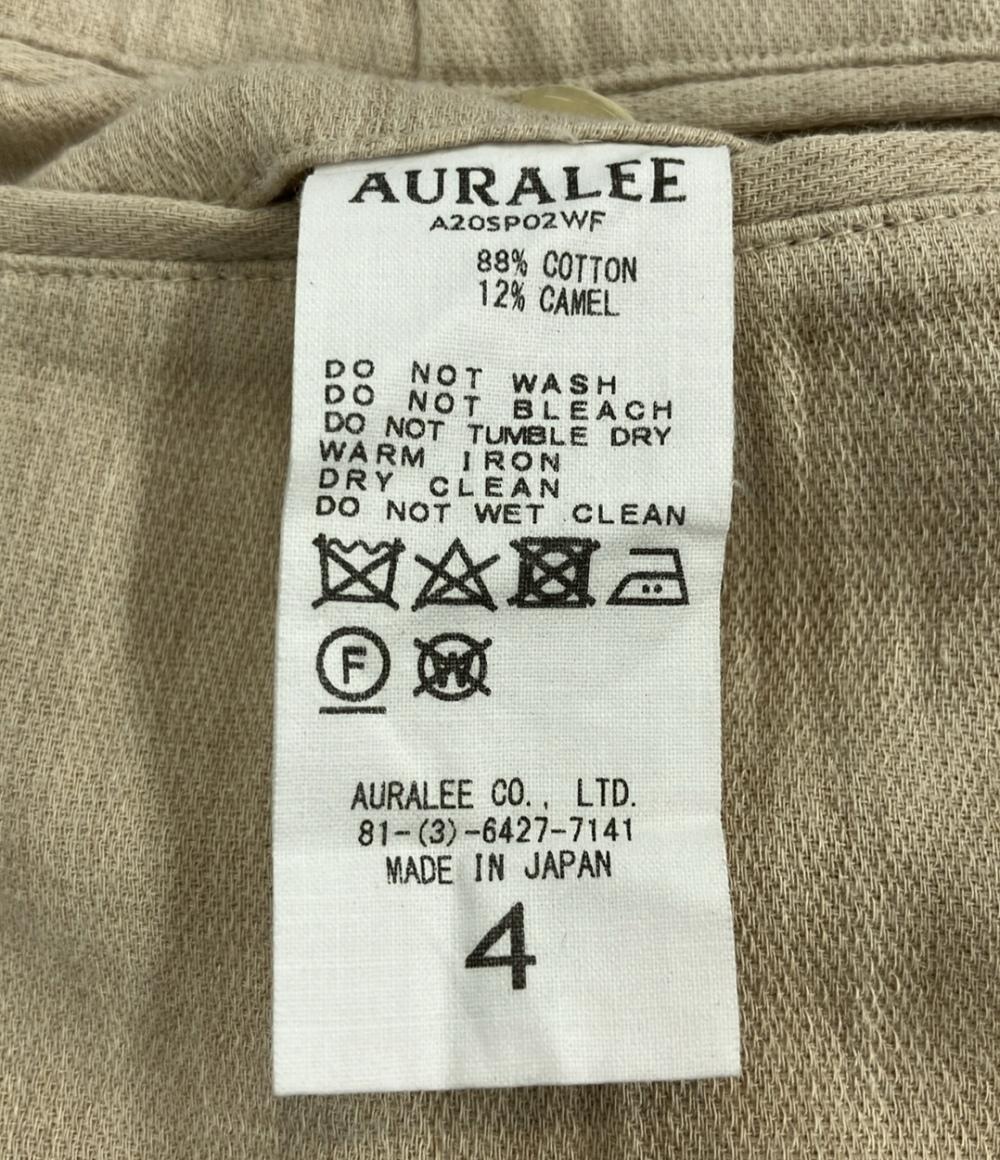 AURALEE
A20SP02WF
88% COTTON
12% CAMEL
DO NOT WASH
DO NOT BLEACH
DO NOT TUMBLE DRY
WARM IRON
DRY CLEAN
DO NOT WET CLEAN
F W
AURALEE CO., LTD.
81-(3)-6427-7141
MADE IN JAPAN
4